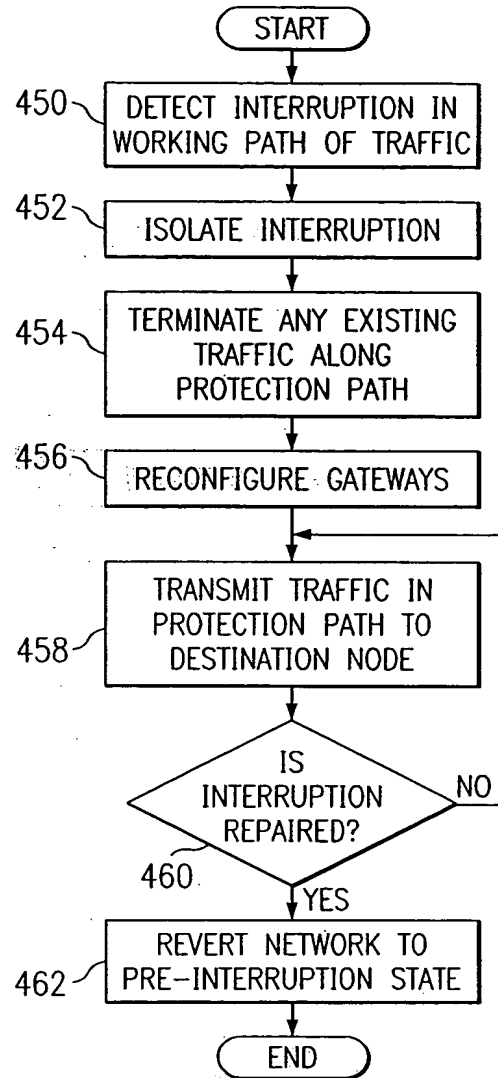 START
450
DETECT INTERRUPTION IN
WORKING PATH OF TRAFFIC
452
ISOLATE INTERRUPTION
454
TERMINATE ANY EXISTING
TRAFFIC ALONG
PROTECTION PATH
456
RECONFIGURE GATEWAYS
458
TRANSMIT TRAFFIC IN
PROTECTION PATH TO
DESTINATION NODE
IS
INTERRUPTION
REPAIRED?
NO
460
YES
462
REVERT NETWORK TO
PRE-INTERRUPTION STATE
END